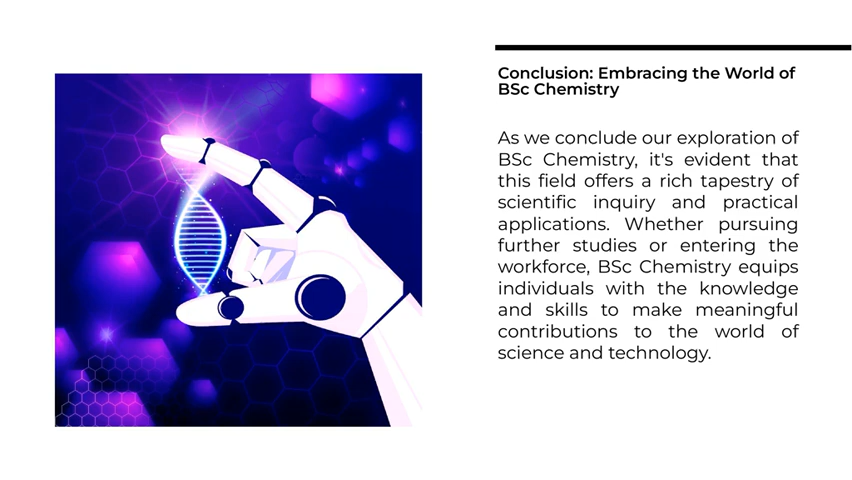 Conclusion: Embracing the World of
BSc Chemistry
As we conclude our exploration of
BSc Chemistry, it's evident that
this field offers a rich tapestry of
scientific inquiry and practical
applications. Whether pursuing
further studies or entering the
workforce, BSc Chemistry equips
individuals with the knowledge
and skills to make meaningful
contributions to the world of
science and technology.